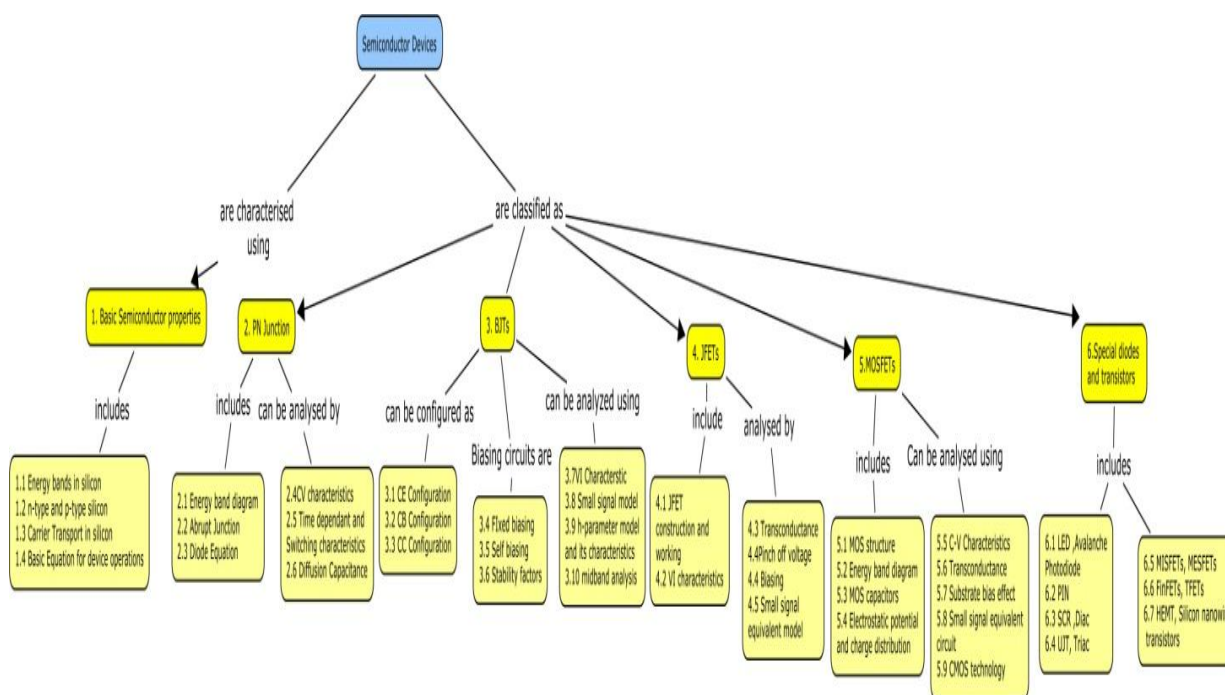 Semiconductor Devices
are characterised
using
are classified as
1. Basic Semiconductor properties
2. PN Junction
3. BJTs
4. JFETs
5.MOSFETs
6.Special diodes
and transistors
includes
includes
can be analysed by
can be configured as
Biasing circuits are
can be analyzed using
include
analysed by
includes
Can be analysed using
includes
1.1 Energy bands in silicon
1.2 n-type and p-type silicon
1.3 Carrier Transport in silicon
1.4 Basic Equation for device operations
2.1 Energy band diagram
2.2 Abrupt Junction
2.3 Diode Equation
2.4CV characteristics
2.5 Time dependant and
Switching characteristics
2.6 Diffusion Capacitance
3.1 CE Configuration
3.2 CB Configuration
3.3 CC Configuration
3.4 FIxed biasing
3.5 Self biasing
3.6 Stability factors
3.7VI Characterstic
3.8 Small signal model
3.9 h-parameter model
and its characteristics
3.10 midband analysis
4.1 JFET
construction and
working
4.2 VI characteristics
4.3 Transconductance
4.4Pinch off voltage
4.4 Biasing
4.5 Small signal
equivalent model
5.1 MOS structure
5.2 Energy band diagram
5.3 MOS capacitors
5.4 Electrostatic potential
and charge distribution
5.5 C-V Characteristics
5.6 Transconductance
5.7 Substrate bias effect
5.8 Small signal equivalent
circuit
5.9 CMOS technology
6.1 LED ,Avalanche
Photodiode
6.2 PIN
6.3 SCR ,Diac
6.4 UJT, Triac
6.5 MISFETs, MESFETs
6.6 FinFETs, TFETs
6.7 HEMT, Silicon nanowi
transistors